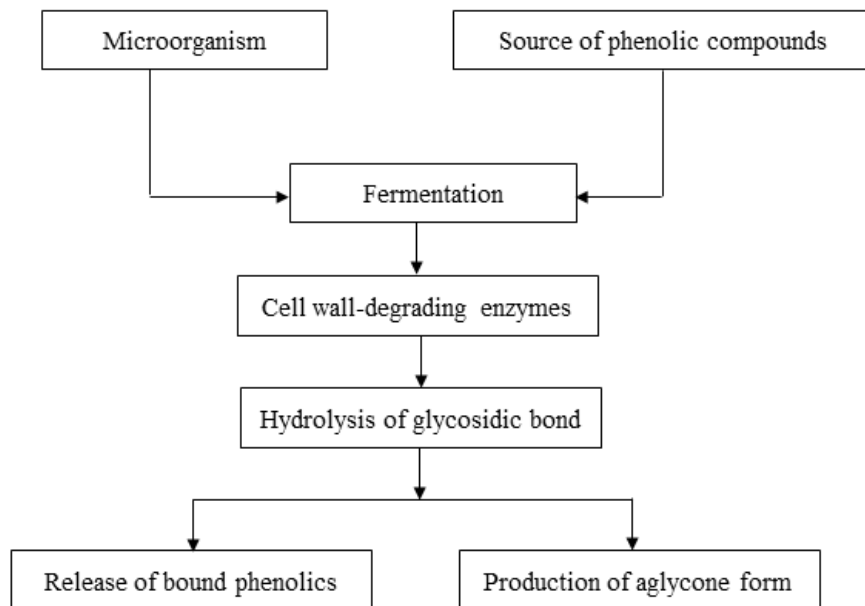 Microorganism
Source of phenolic compounds
Fermentation
Cell wall-degrading enzymes
Hydrolysis of glycosidic bond
Release of bound phenolics
Production of aglycone form